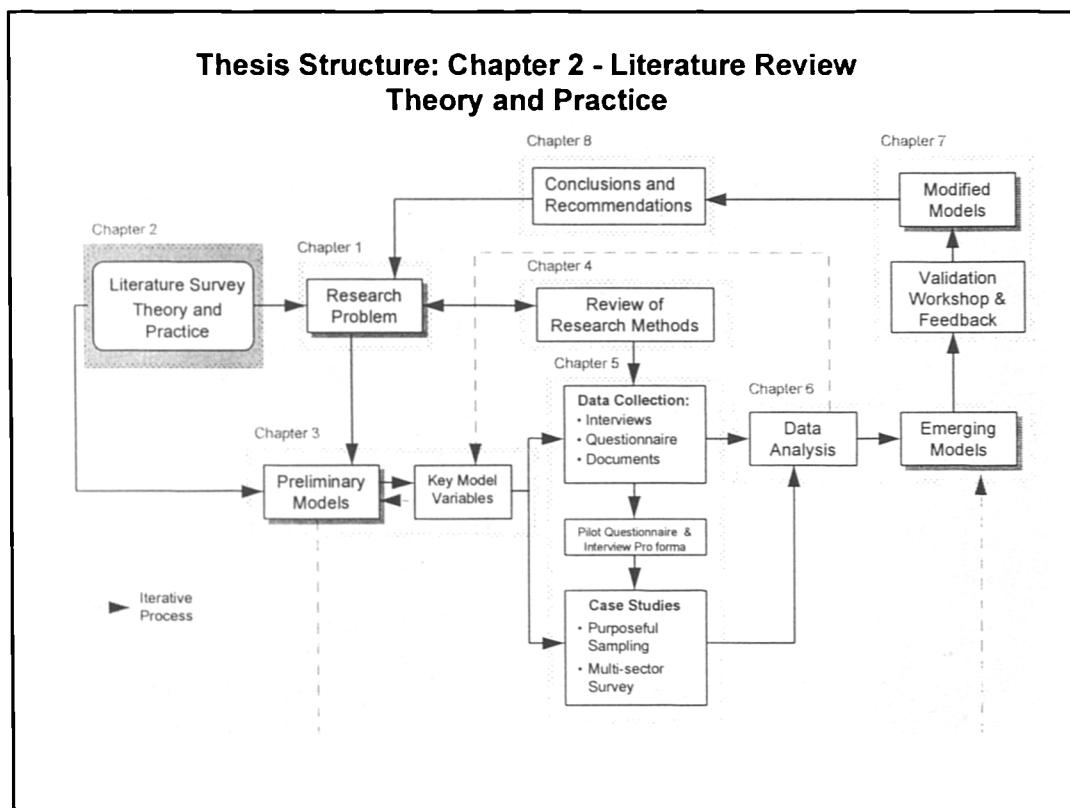 Thesis Structure: Chapter 2 - Literature Review
Theory and Practice
Chapter 8
Chapter 7
Conclusions and
Recommendations
Modified
Models
Chapter 2
Literature Survey
Theory and
Practice
Chapter 1
Research
Problem
Chapter 4
Review of
Research Methods
Validation
Workshop &
Feedback
Chapter 5
Data Collection:
• Interviews
• Questionnaire
• Documents
Chapter 6
Data
Analysis
Emerging
Models
Chapter 3
Preliminary
Models
Key Model
Variables
Pilot Questionnaire &
Interview Pro forma
Case Studies
• Purposeful
Sampling
• Multi-sector
Survey
Iterative
Process